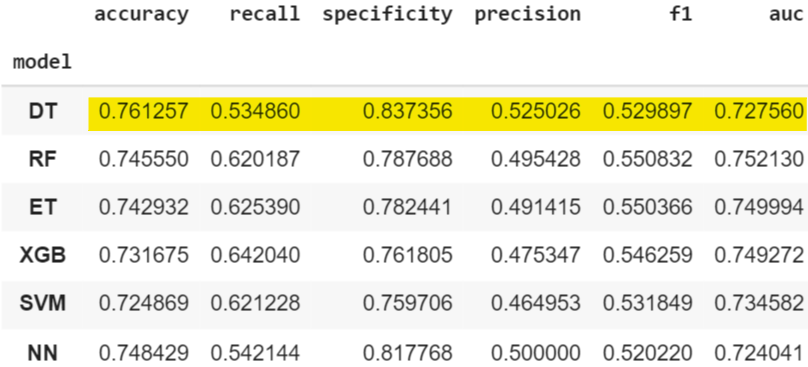 accuracy recall specificity precision f1 auc
model
DT 0.761257 0.534860 0.837356 0.525026 0.529897 0.727560
RF 0.745550 0.620187 0.787688 0.495428 0.550832 0.752130
ET 0.742932 0.625390 0.782441 0.491415 0.550366 0.749994
XGB 0.731675 0.642040 0.761805 0.475347 0.546259 0.749272
SVM 0.724869 0.621228 0.759706 0.464953 0.531849 0.734582
NN 0.748429 0.542144 0.817768 0.500000 0.520220 0.724041